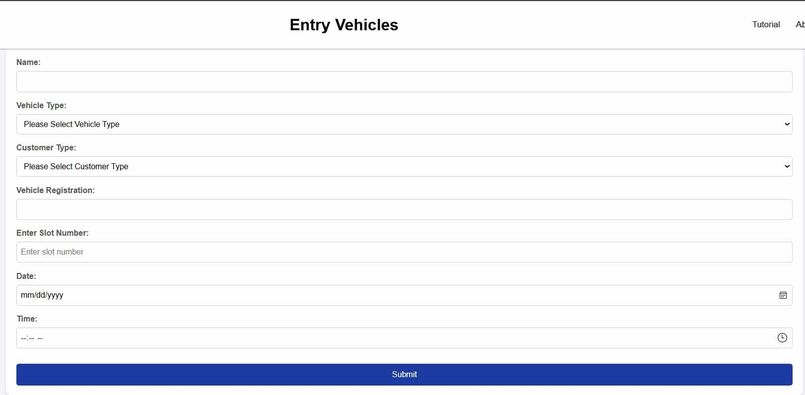 Entry Vehicles
Tutorial Ab
Name:
Vehicle Type:
Please Select Vehicle Type
Customer Type:
Please Select Customer Type
Vehicle Registration:
Enter Slot Number:
Enter slot number
Date:
mm/dd/yyyy
Time:
--:-- --
Submit